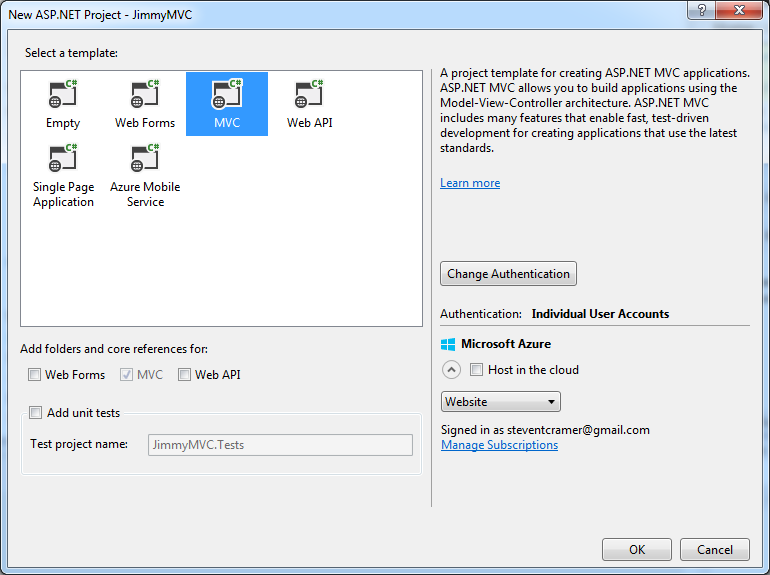 New ASP.NET Project - JimmyMVC
?
Select a template:
C#
C#
C#
C#
Empty
Web Forms
MVC
Web API
C#
C#
Single Page
Application
Azure Mobile
Service
A project template for creating ASP.NET MVC applications.
ASP.NET MVC allows you to build applications using the
Model-View-Controller architecture. ASP.NET MVC
includes many features that enable fast, test-driven
development for creating applications that use the latest
standards.
Learn more
Change Authentication
Authentication: Individual User Accounts
Microsoft Azure
Host in the cloud
Website
Signed in as steventcramer@gmail.com
Manage Subscriptions
Add folders and core references for:
Web Forms MVC Web API
Add unit tests
Test project name: JimmyMVC.Tests
OK Cancel